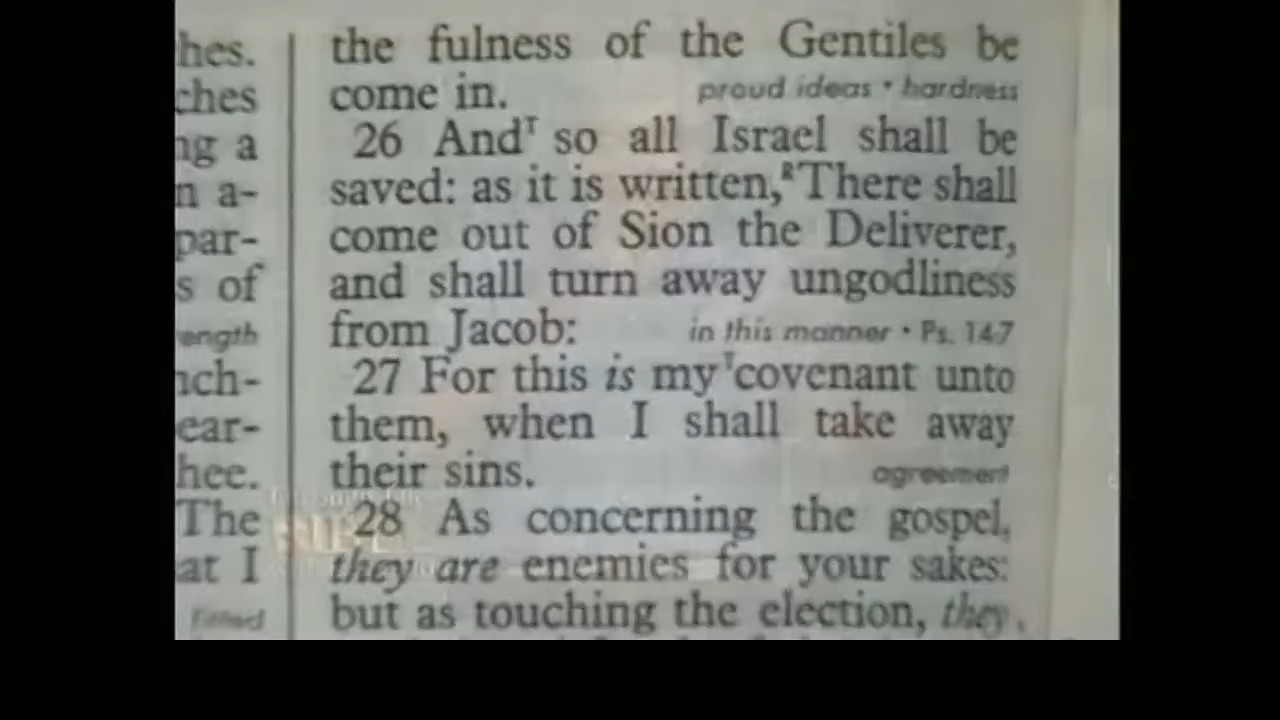 hes.
ches
ng a
n a-
par-
s of
ength
nch-
ear-
hee.
The
at I
fitted
the fulness of the Gentiles be
come in. proud ideas • hardness
26 Andᵀ so all Israel shall be
saved: as it is written,ᴿThere shall
come out of Sion the Deliverer,
and shall turn away ungodliness
from Jacob: in this manner • Ps. 14·7
27 For this is myᵀcovenant unto
them, when I shall take away
their sins. agreement
28 As concerning the gospel,
they are enemies for your sakes:
but as touching the election, they